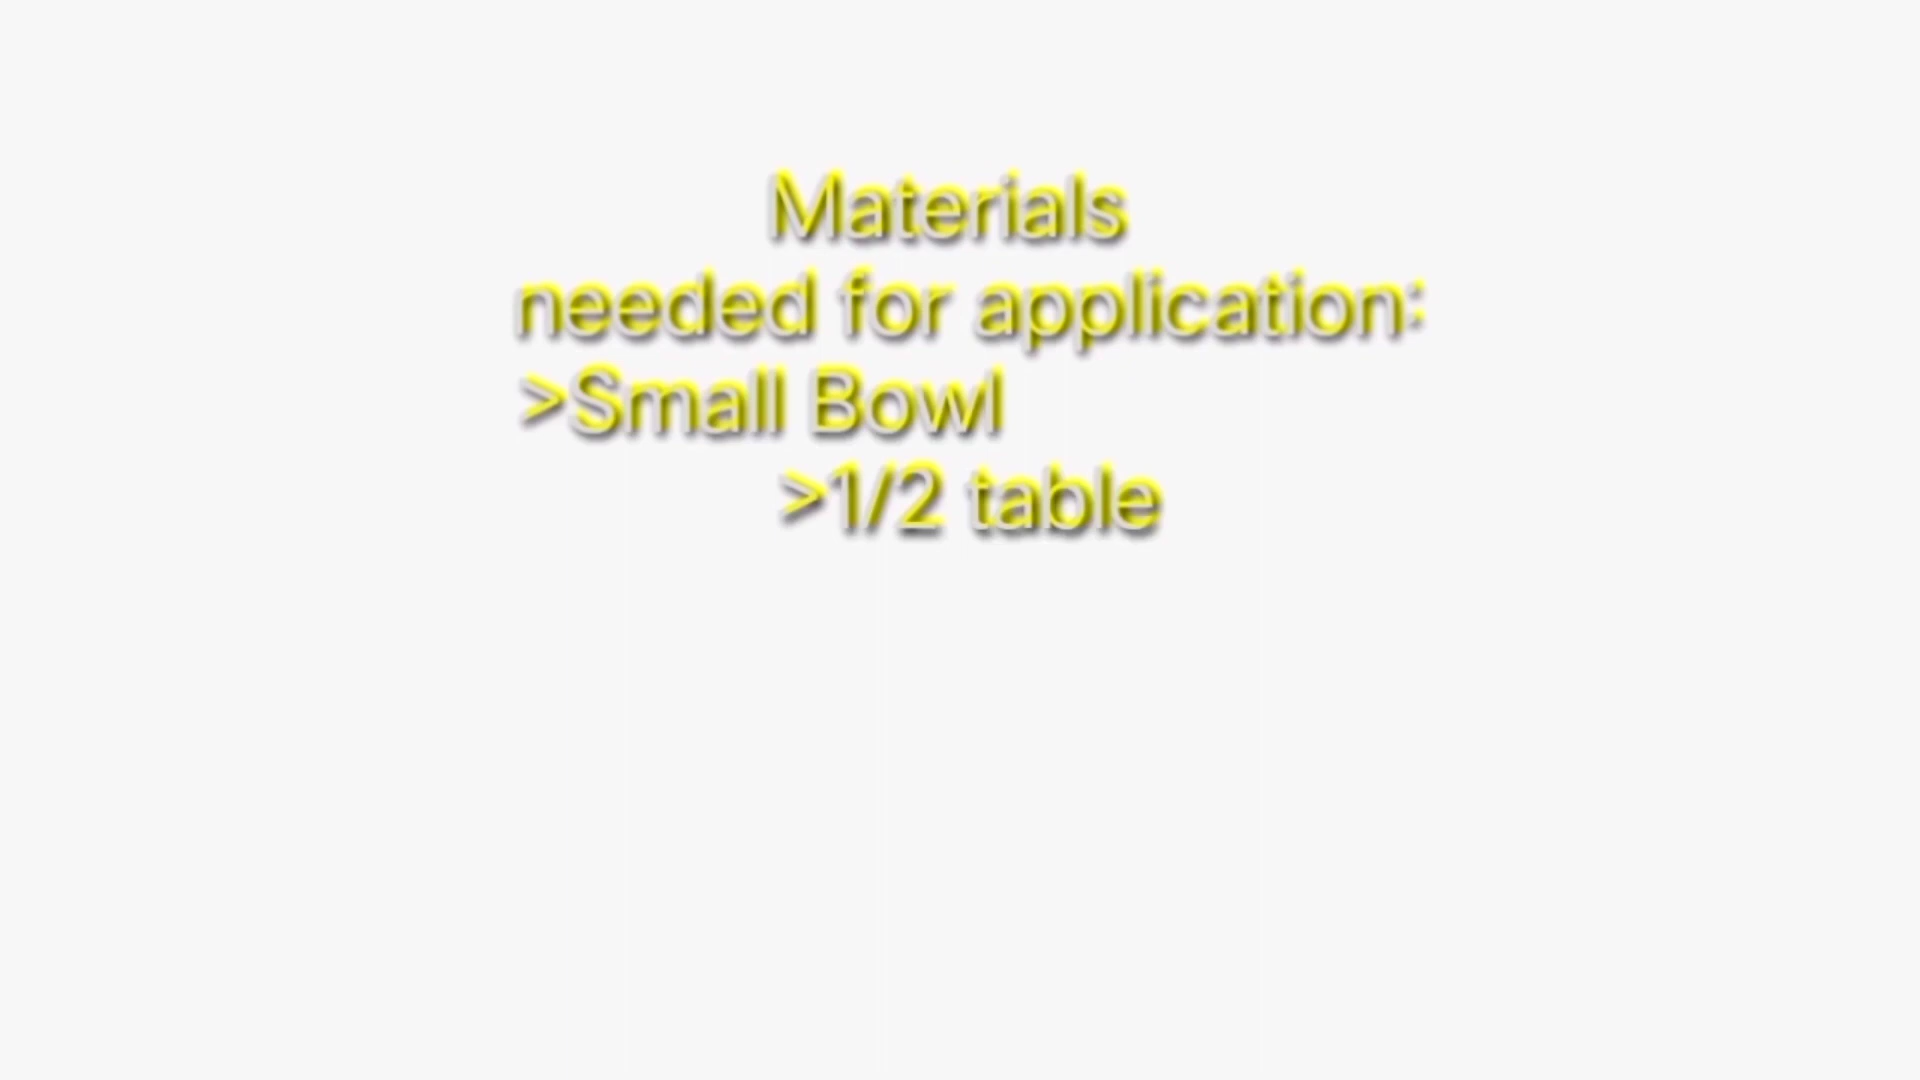 Materials
needed for application:
>Small Bowl
>1/2 table